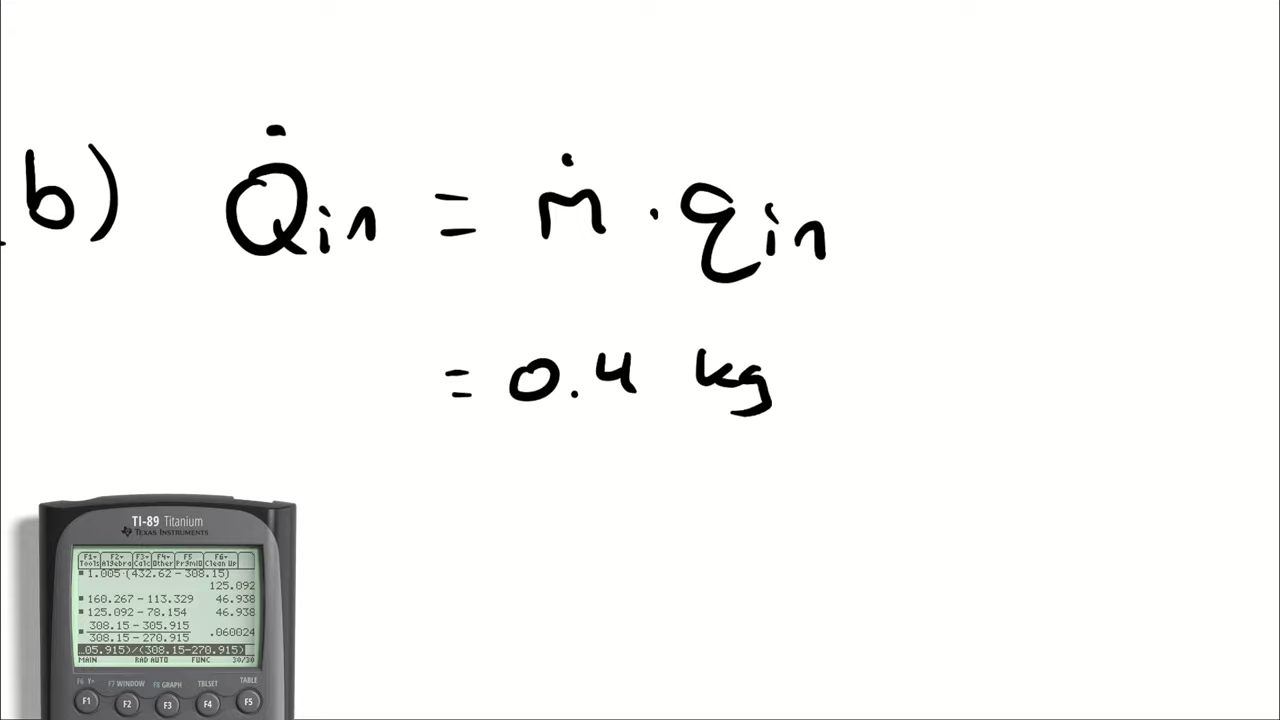 b) Q̇in = ṁ · qin
= 0.4 kg
TI-89 Titanium
TEXAS INSTRUMENTS
F1 F2 F3 F4 F5 F6
Tools Algebra Calc Other PrgmIO Clean Up
1.005·(432.62 - 308.15)
125.092
160.267 - 113.329 46.938
125.092 - 78.154 46.938
308.15 - 305.915
308.15 - 270.915
.060024
05.915)/(308.15-270.915)
MAIN RAD AUTO FUNC 30/30
F6 Y= F7 WINDOW F8 GRAPH TBLSET TABLE
F1 F2 F3 F4 F5